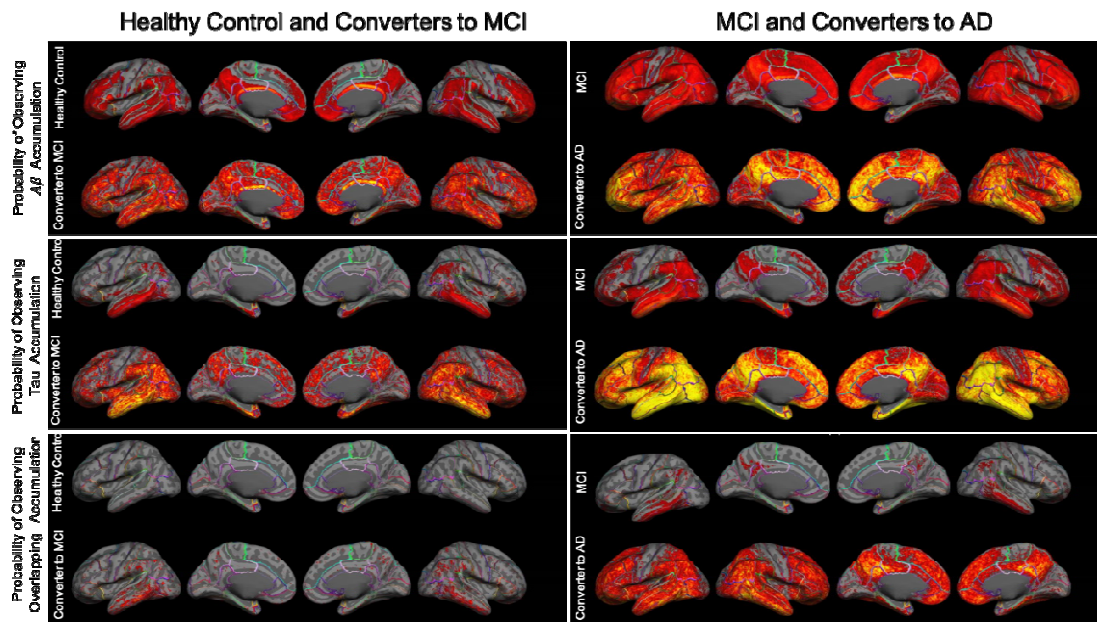 Healthy Control and Converters to MCI
MCI and Converters to AD
Probability of Observing
Aβ Accumulation
Healthy Control
Converter to MCI
MCI
Converter to AD
Probability of Observing
Tau Accumulation
Healthy Control
Converter to MCI
MCI
Converter to AD
Probability of Observing
Overlapping Accumulation
Healthy Control
Converter to MCI
MCI
Converter to AD